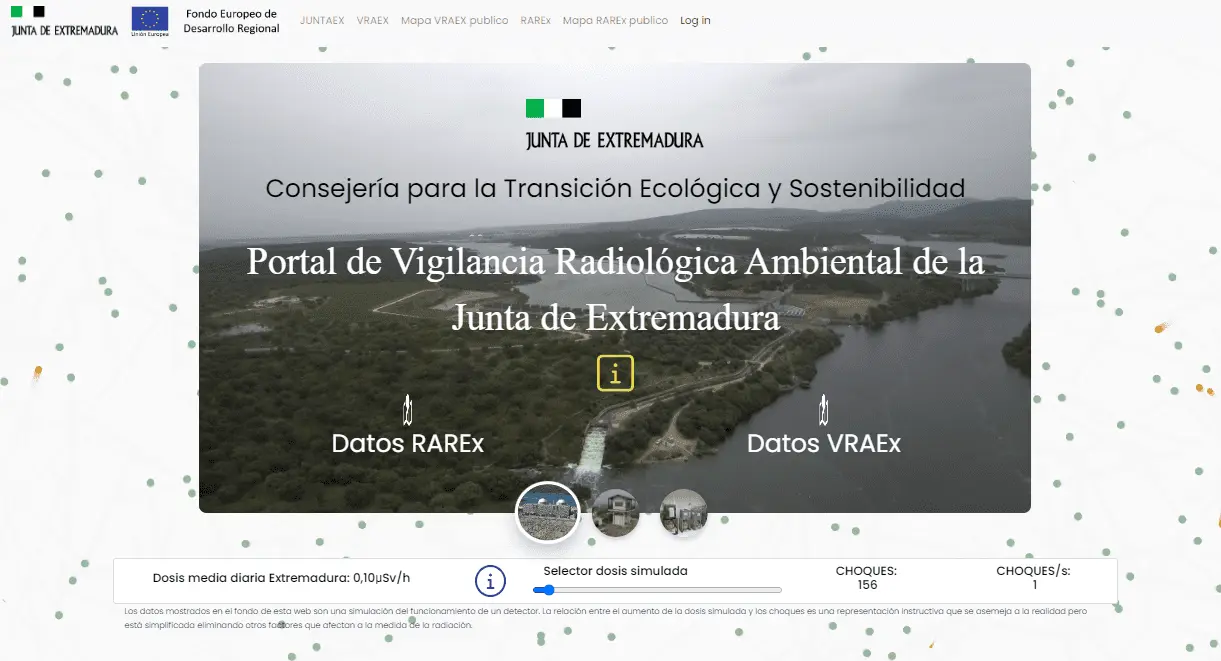 JUNTA DE EXTREMADURA
Unión Europea
Fondo Europeo de
Desarrollo Regional
JUNTAEX VRAEX Mapa VRAEX publico RAREx Mapa RAREx publico Log in
JUNTA DE EXTREMADURA
Consejería para la Transición Ecológica y Sostenibilidad
Portal de Vigilancia Radiológica Ambiental de la
Junta de Extremadura
i
Datos RAREx Datos VRAEx
Dosis media diaria Extremadura: 0,10μSv/h
i
Selector dosis simulada
CHOQUES:
156
CHOQUES/s:
1
Los datos mostrados en el fondo de esta web son una simulación del funcionamiento de un detector. La relación entre el aumento de la dosis simulada y los choques es una representación instructiva que se asemeja a la realidad pero
está simplificada eliminando otros factores que afectan a la medida de la radiación.